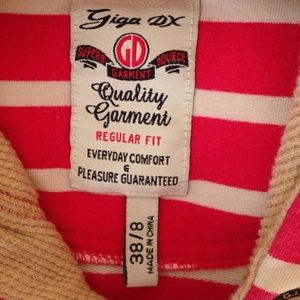 Giga DX
SUPERB GD SOURCE
GARMENT
Quality
Garment
REGULAR FIT
EVERYDAY COMFORT
&
PLEASURE GUARANTEED
38/8
MADE IN CHINA